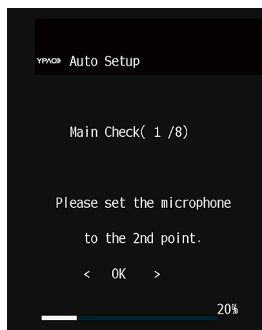 YPAO Auto Setup
Main Check( 1 /8)
Please set the microphone
to the 2nd point.
< OK >
20%